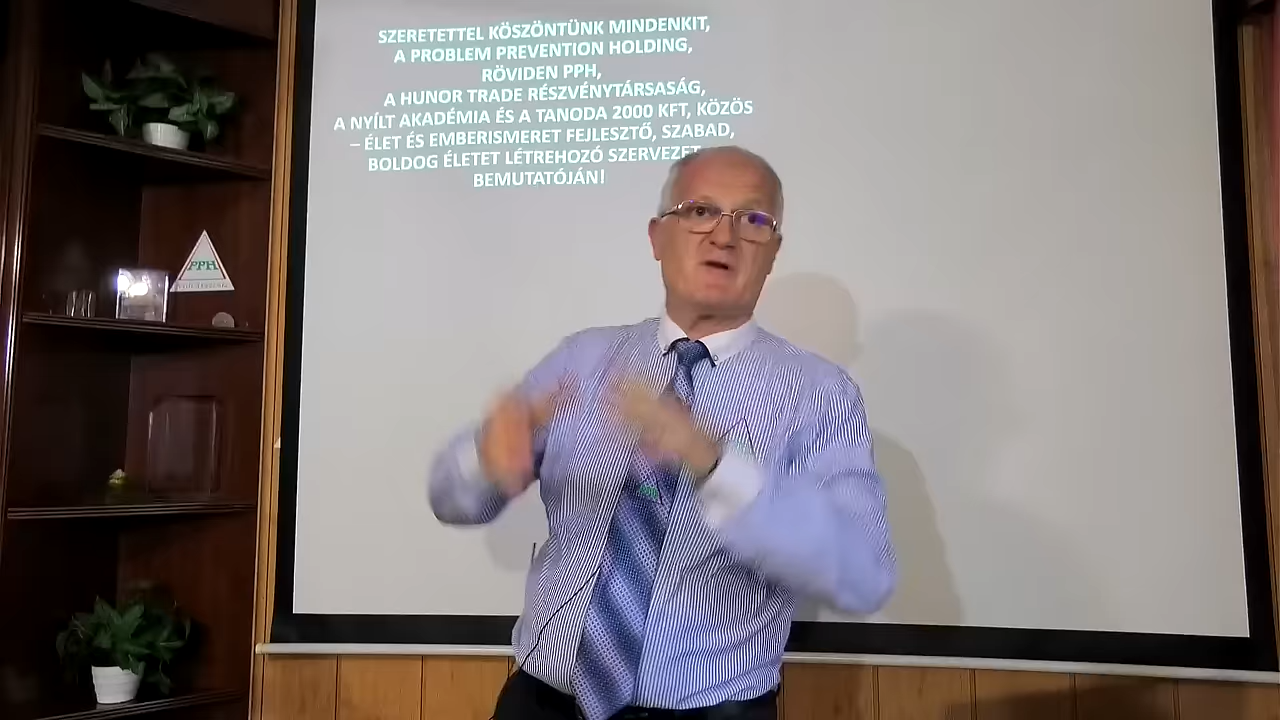 SZERETETTEL KÖSZÖNTÜNK MINDENKIT,
A PROBLEM PREVENTION HOLDING,
RÖVIDEN PPH,
A HUNOR TRADE RÉSZVÉNYTÁRSASÁG,
A NYÍLT AKADÉMIA ÉS A TANODA 2000 KFT, KÖZÖS
– ÉLET ÉS EMBERISMERET FEJLESZTŐ, SZABAD,
BOLDOG ÉLETET LÉTREHOZÓ SZERVEZET
BEMUTATÓJÁN!
PPH